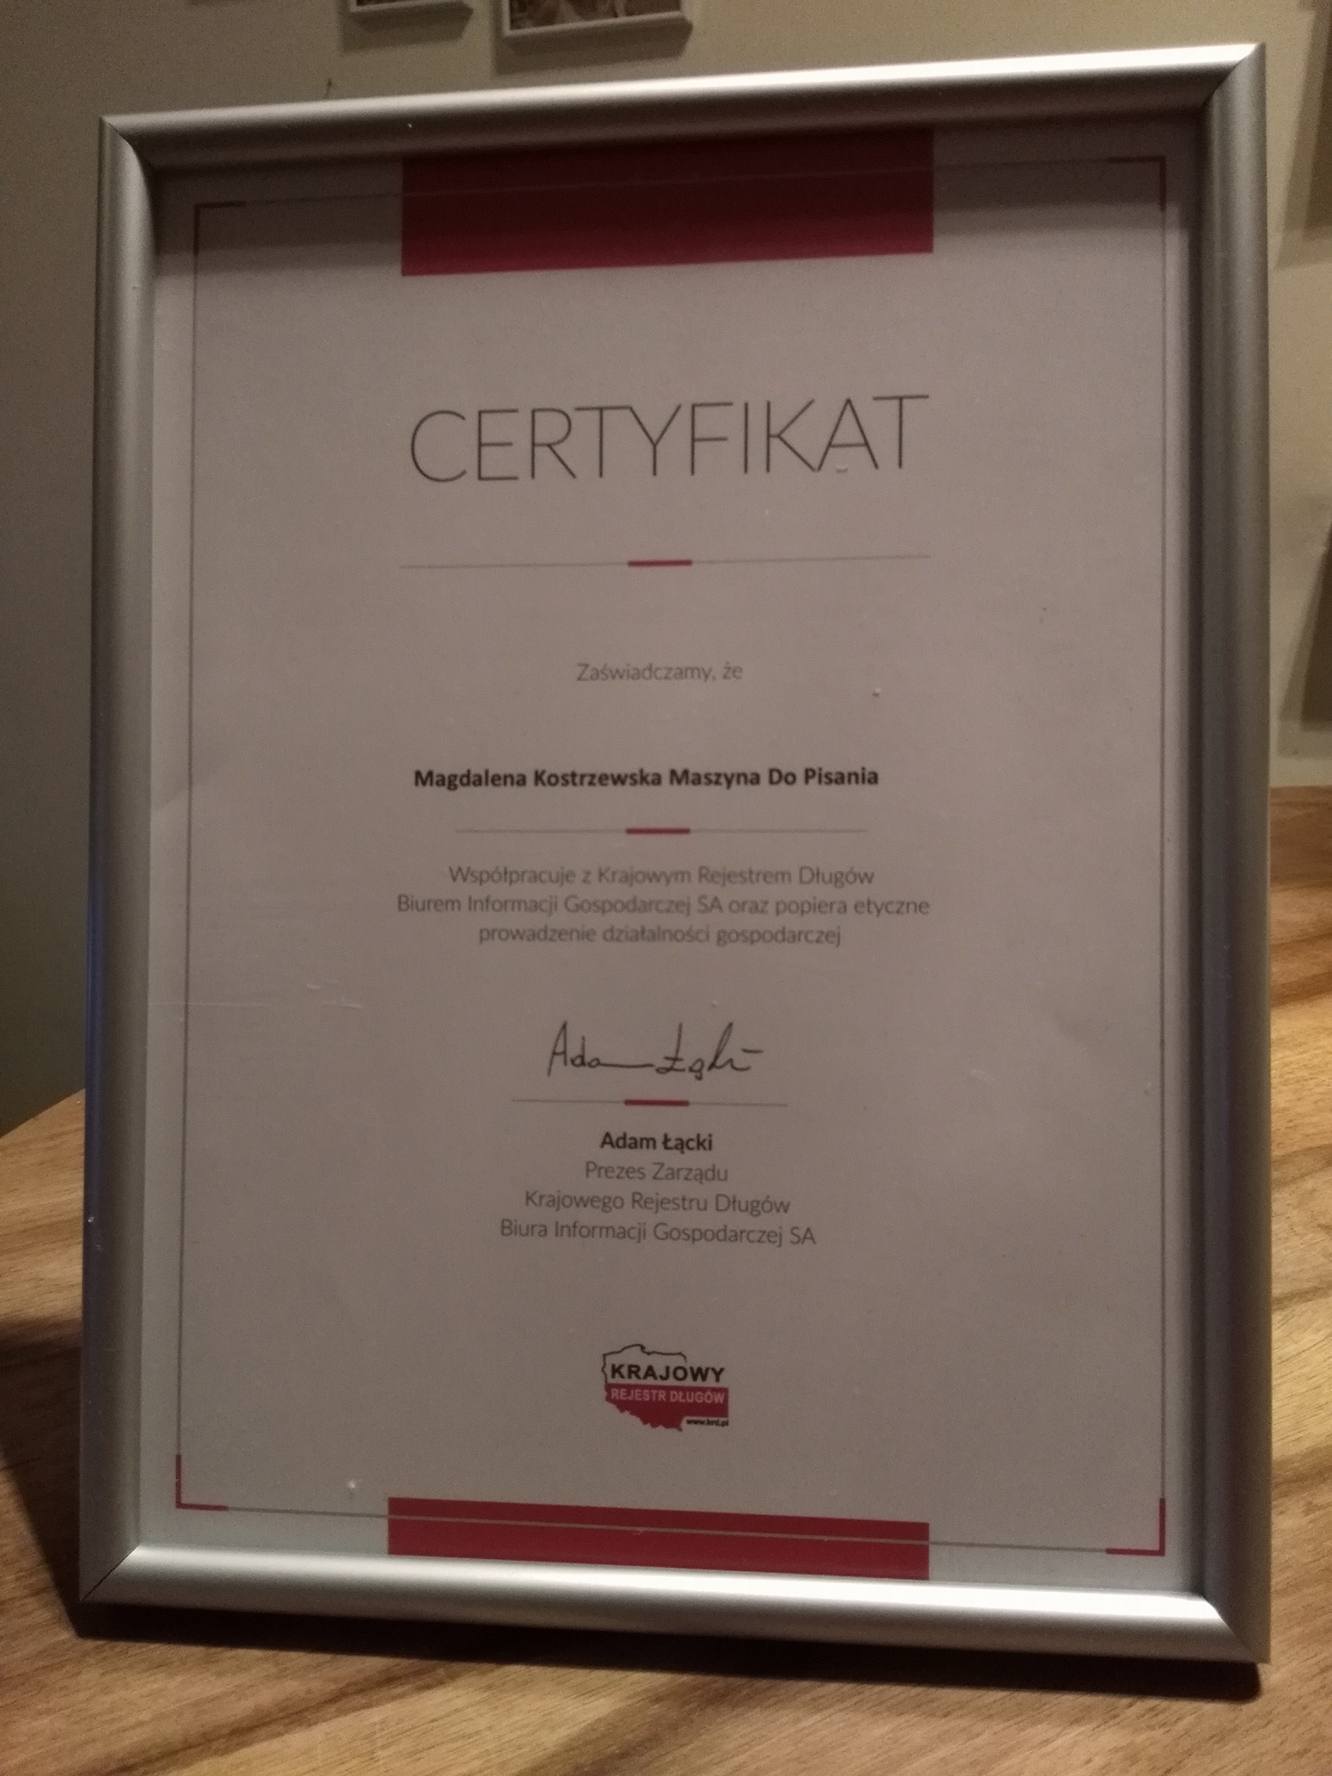 CERTYFIKAT
Zaświadczamy, że
Magdalena Kostrzewska Maszyna Do Pisania
Współpracuje z Krajowym Rejestrem Długów
Biurem Informacji Gospodarczej SA oraz popiera etyczne
prowadzenie działalności gospodarczej
Adam Łącki
Adam Łącki
Prezes Zarządu
Krajowego Rejestru Długów
Biura Informacji Gospodarczej SA
KRAJOWY
REJESTR DŁUGÓW
www.krd.pl